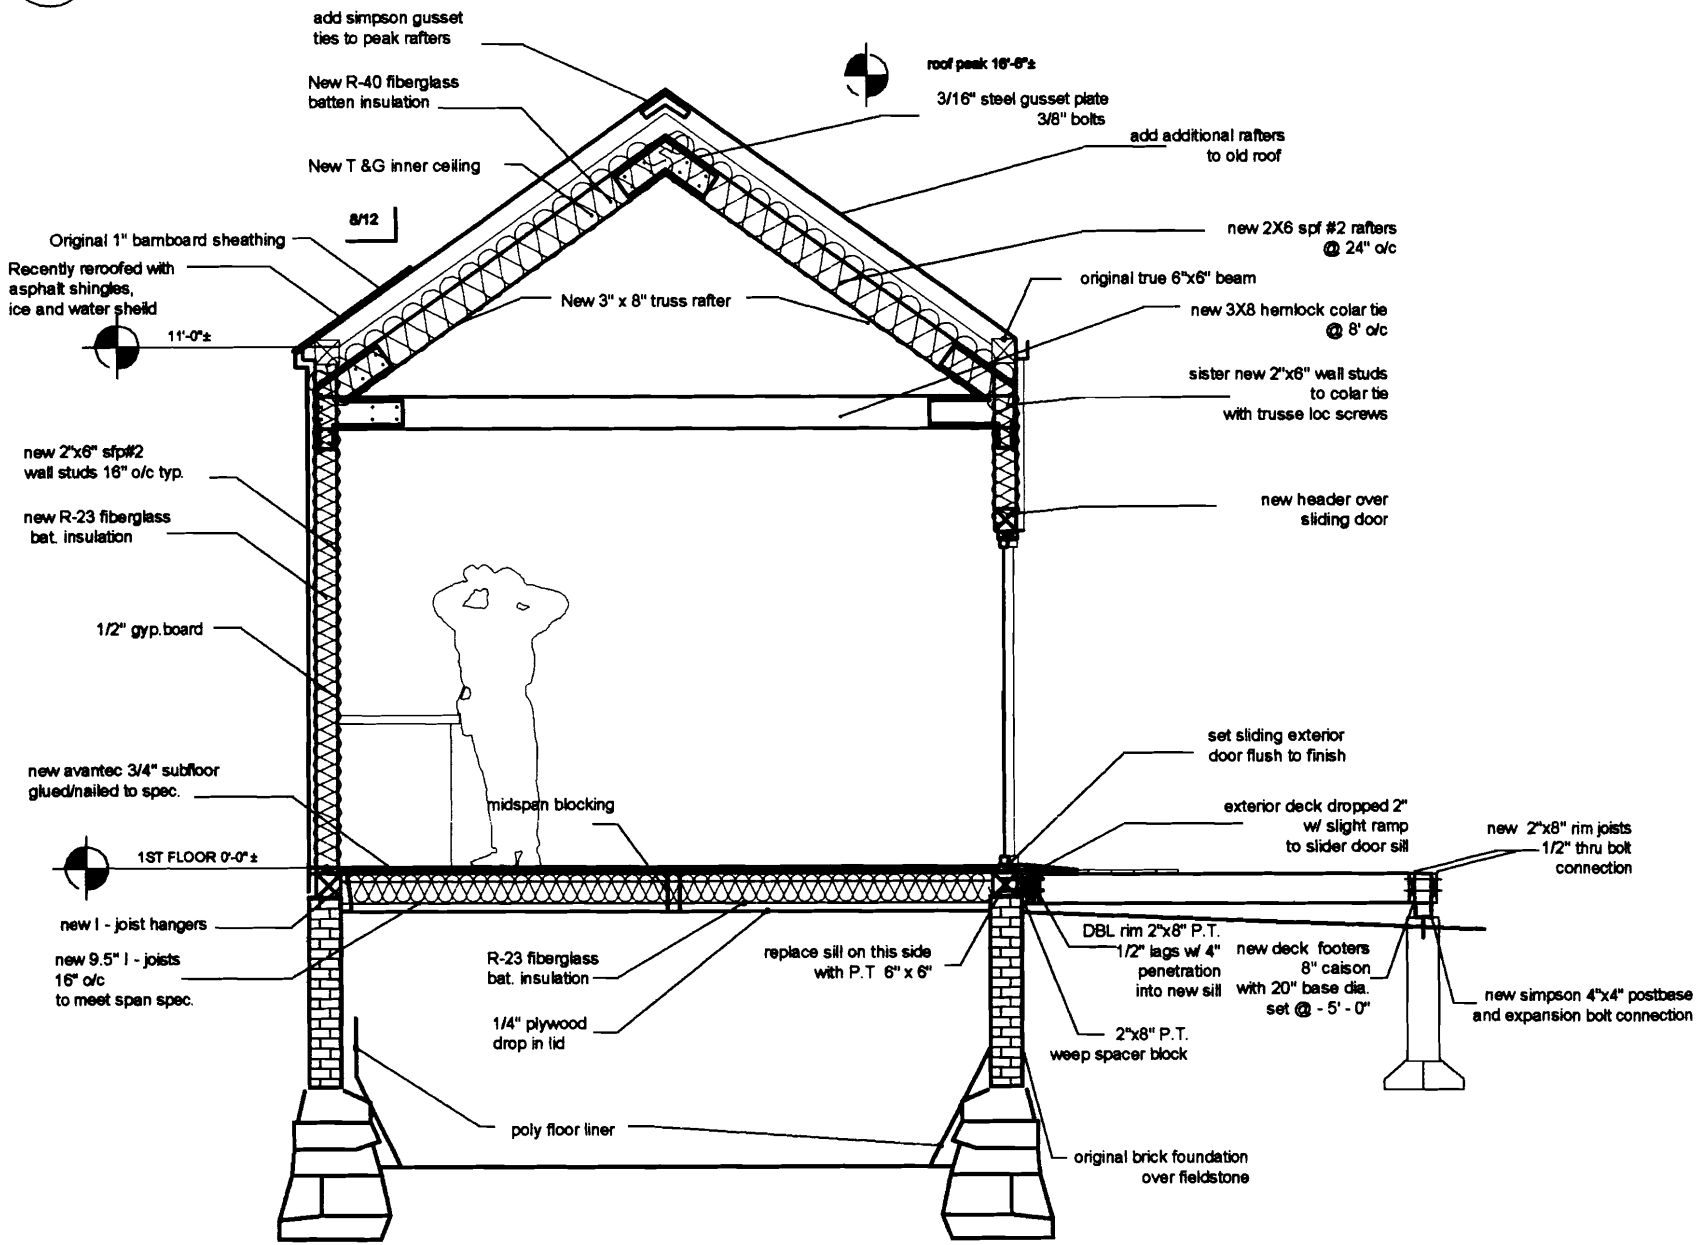 add simpson gusset
ties to peak rafters
New R-40 fiberglass
batten insulation
New T &G inner ceiling
8/12
Original 1" barnboard sheathing
Recently reroofed with
asphalt shingles,
ice and water sheild
11'-0"±
New 3" x 8" truss rafter
roof peak 16'-6"±
3/16" steel gusset plate
3/8" bolts
add additional rafters
to old roof
new 2X6 spf #2 rafters
@ 24" o/c
original true 6"x6" beam
new 3X8 hemlock colar tie
@ 8' o/c
sister new 2"x6" wall studs
to colar tie
with trusse loc screws
new header over
sliding door
new 2"x6" sfp#2
wall studs 16" o/c typ.
new R-23 fiberglass
bat. insulation
1/2" gyp.board
new avantec 3/4" subfloor
glued/nailed to spec.
midspan blocking
1ST FLOOR 0'-0" ±
new I - joist hangers
new 9.5" I - joists
16" o/c
to meet span spec.
R-23 fiberglass
bat. insulation
1/4" plywood
drop in lid
replace sill on this side
with P.T 6" x 6"
set sliding exterior
door flush to finish
exterior deck dropped 2"
w/ slight ramp
to slider door sill
new 2"x8" rim joists
1/2" thru bolt
connection
DBL rim 2"x8" P.T.
1/2" lags w/ 4"
penetration
into new sill
new deck footers
8" caison
with 20" base dia.
set @ - 5' - 0"
new simpson 4"x4" postbase
and expansion bolt connection
2"x8" P.T.
weep spacer block
poly floor liner
original brick foundation
over fieldstone